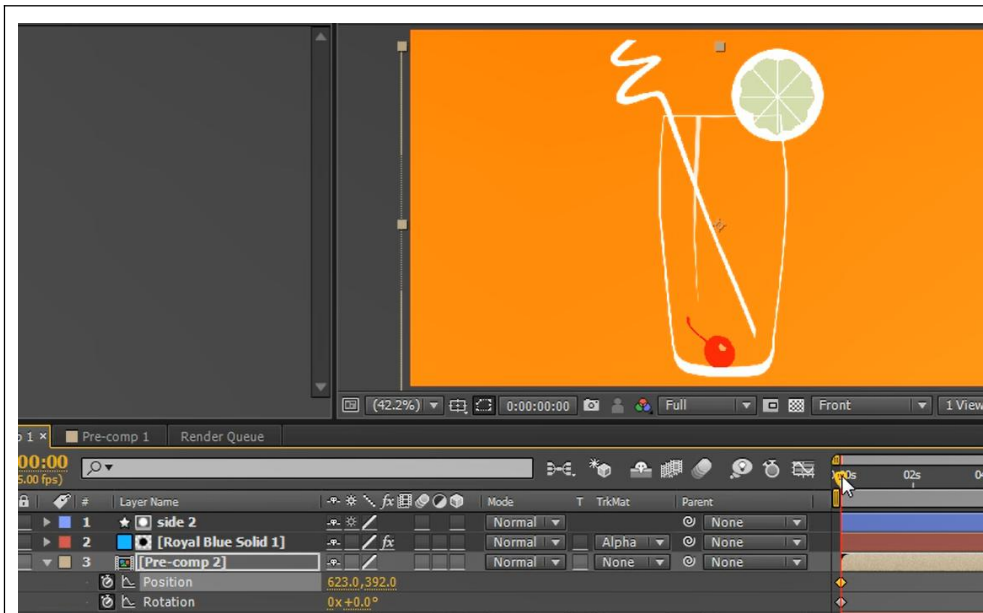 (42.2%) 0:00:00:00 Full Front 1 View
1 × Pre-comp 1 Render Queue
00:00
5.00 fps)
02s
# Layer Name fx Mode T TrkMat Parent
1 side 2 Normal None
2 [Royal Blue Solid 1] fx Normal Alpha None
3 [Pre-comp 2] Normal None None
Position 623.0,392.0
Rotation 0x+0.0°